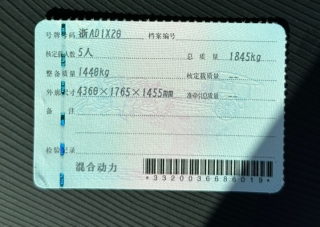 号牌号码 浙AD1X20 档案编号
核定载人数 5人 总质量 1845kg
整备质量 1440kg 核定载质量 --
外廓尺寸 4360×1765×1455mm 准牵引总质量 --
备 注
检验记录
混合动力
*3320036686019*